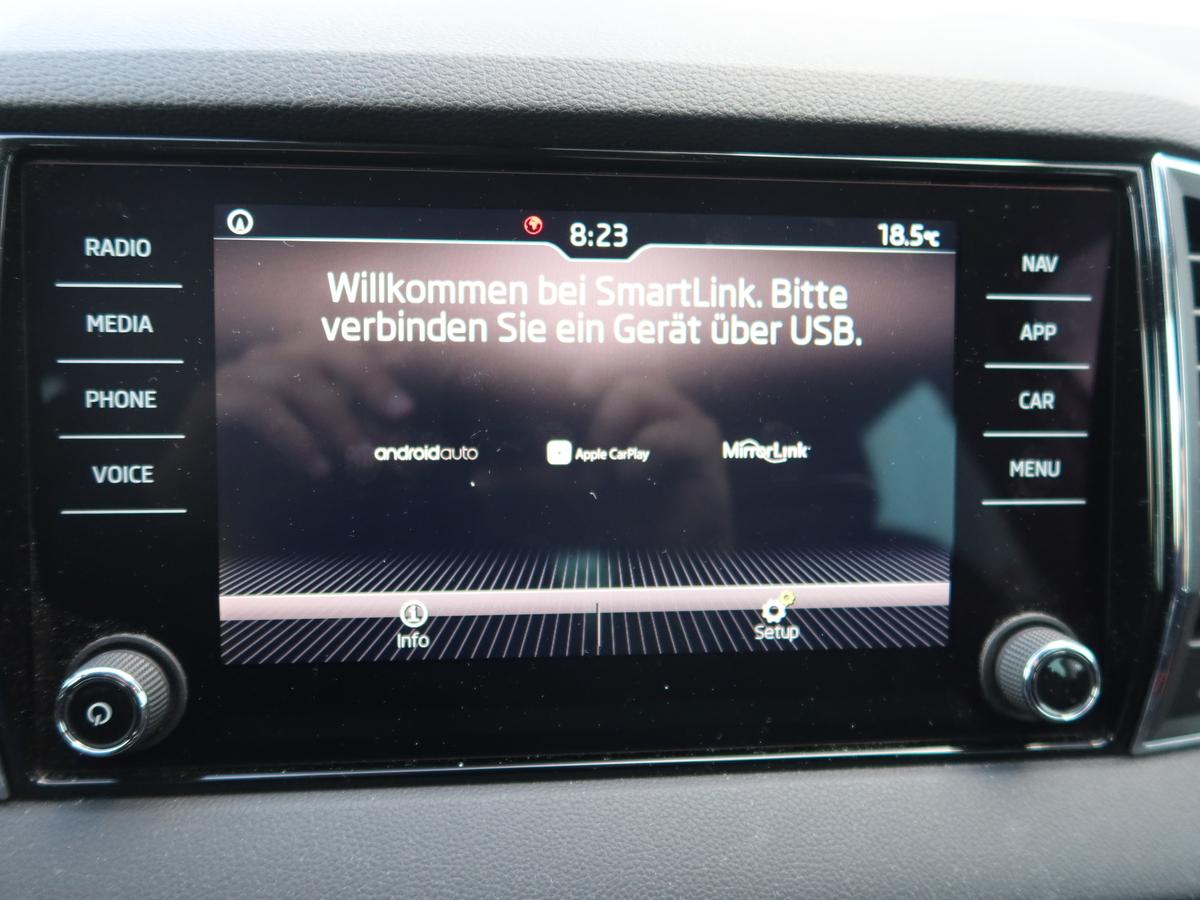 8:23
18.5°C
RADIO
MEDIA
PHONE
VOICE
Willkommen bei SmartLink. Bitte
verbinden Sie ein Gerät über USB.
androidauto
Apple CarPlay
MirrorLink
Info
Setup
NAV
APP
CAR
MENU